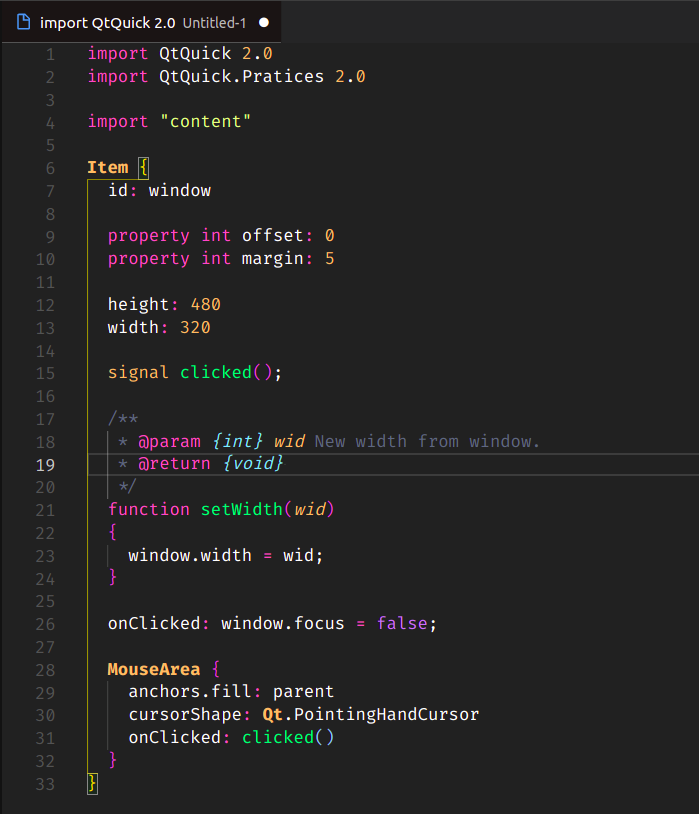 import QtQuick 2.0 Untitled-1
1 import QtQuick 2.0
2 import QtQuick.Pratices 2.0
3
4 import "content"
5
6 Item {
7 id: window
8
9 property int offset: 0
10 property int margin: 5
11
12 height: 480
13 width: 320
14
15 signal clicked();
16
17 /**
18 * @param {int} wid New width from window.
19 * @return {void}
20 */
21 function setWidth(wid)
22 {
23 window.width = wid;
24 }
25
26 onClicked: window.focus = false;
27
28 MouseArea {
29 anchors.fill: parent
30 cursorShape: Qt.PointingHandCursor
31 onClicked: clicked()
32 }
33 }